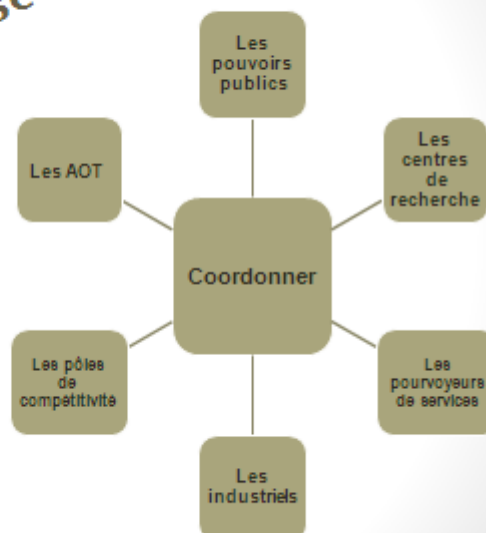 Les
pouvoirs
publics
Les AOT
Les
centres
de
recherche
Coordonner
Les pôles
de
compétitivité
Les
pourvoyeurs
de services
Les
industriels